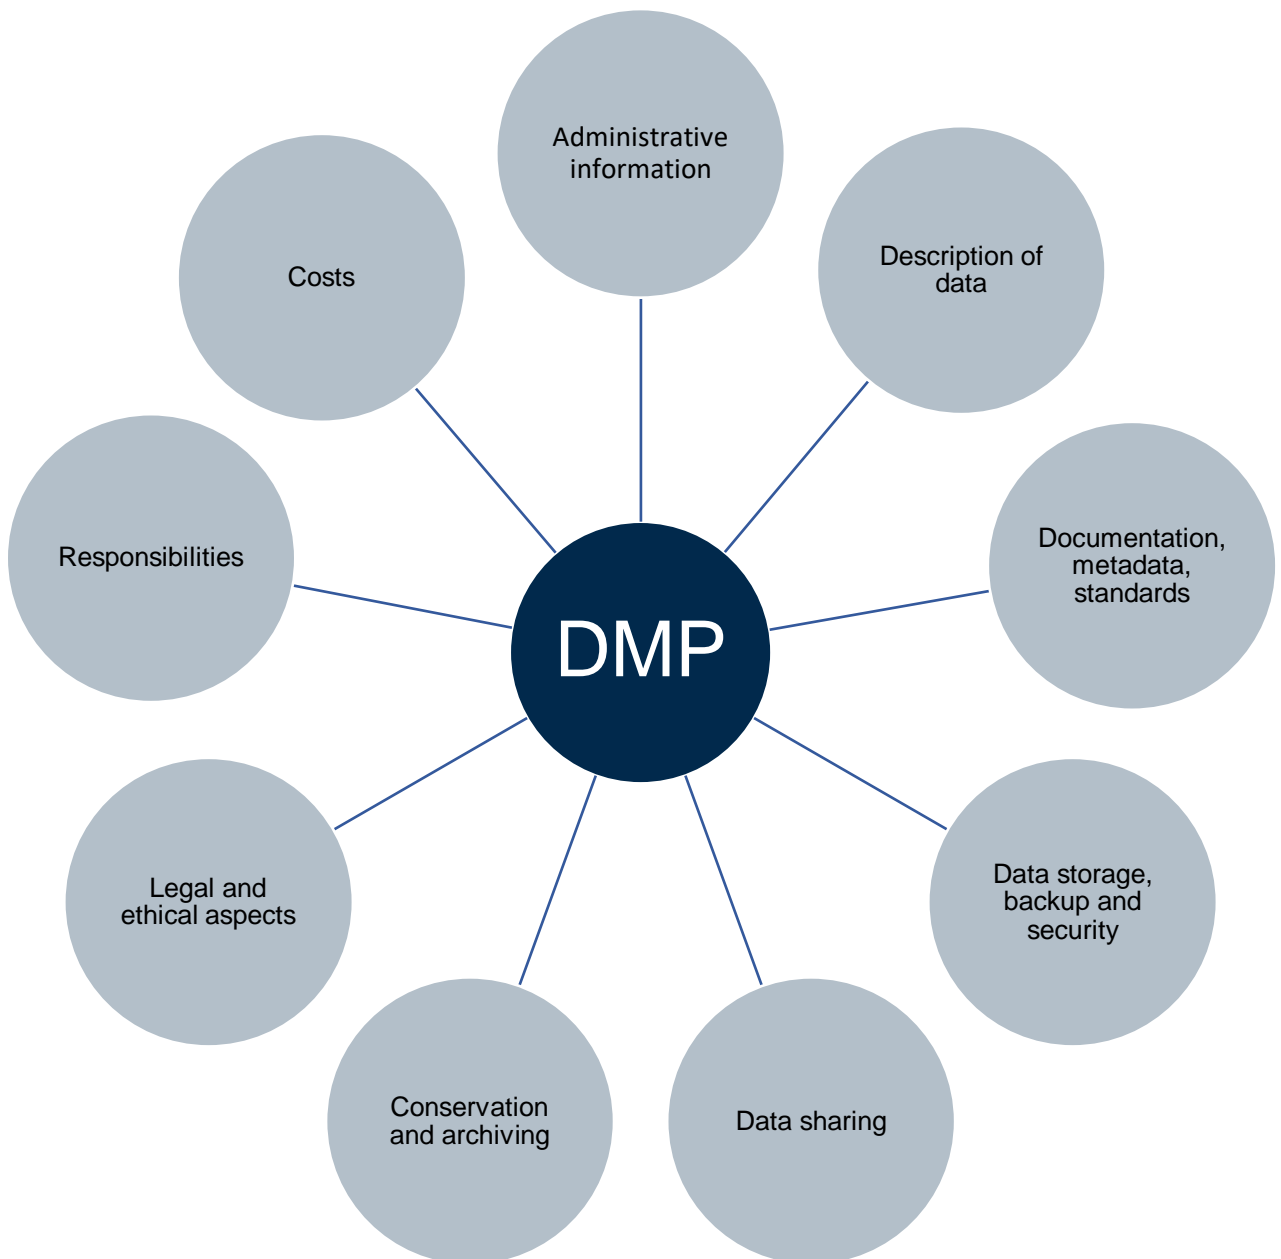 Administrative
information
Description of
data
Documentation,
metadata,
standards
Data storage,
backup and
security
Data sharing
Conservation
and archiving
Legal and
ethical aspects
Responsibilities
Costs
DMP